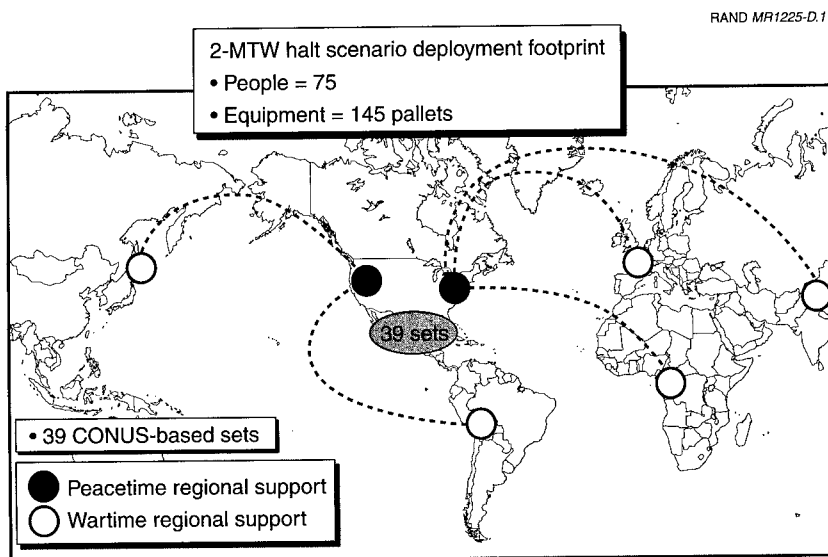 RAND MR1225-D.1
2-MTW halt scenario deployment footprint
• People = 75
• Equipment = 145 pallets
39 sets
• 39 CONUS-based sets
Peacetime regional support
Wartime regional support